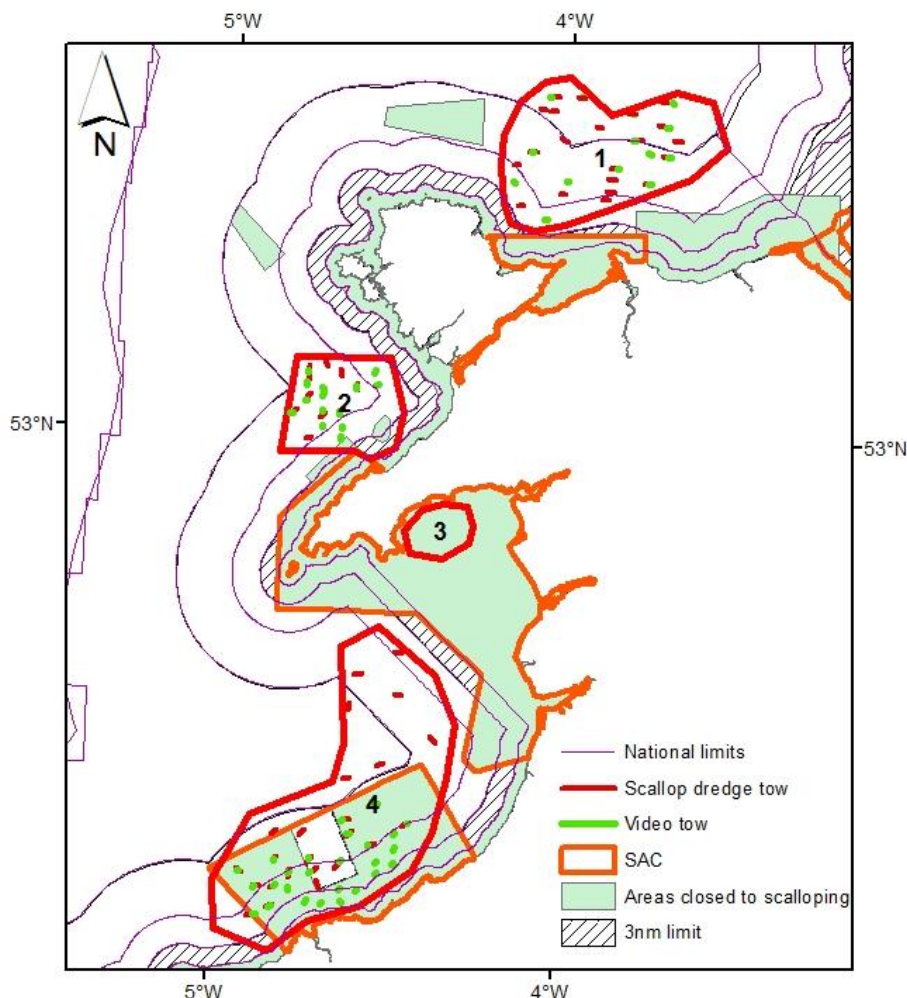 5°W
4°W
N
1
2
53°N
53°N
3
4
National limits
Scallop dredge tow
Video tow
SAC
Areas closed to scalloping
3nm limit
5°W
4°W